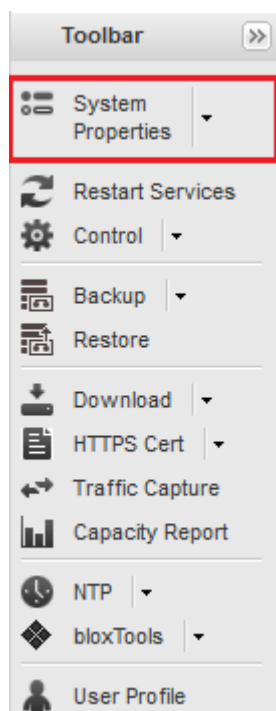 Toolbar
System
Properties
Restart Services
Control
Backup
Restore
Download
HTTPS Cert
Traffic Capture
Capacity Report
NTP
bloxTools
User Profile